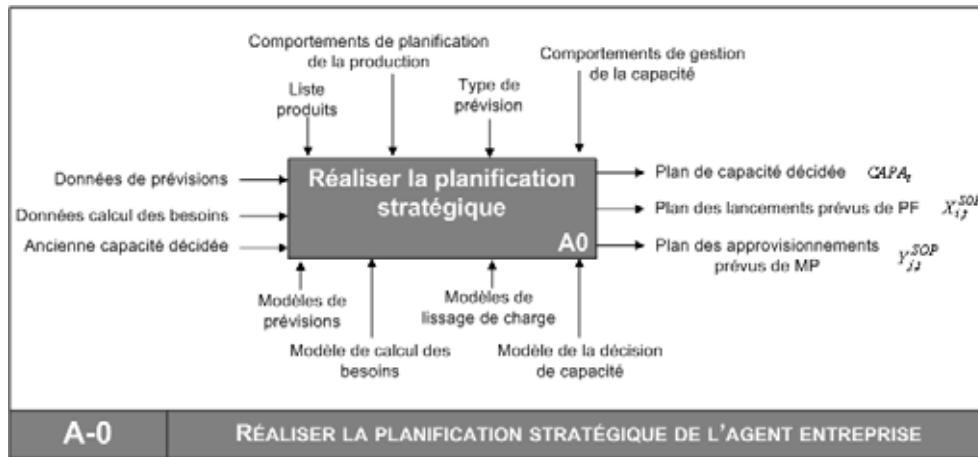 Comportements de planification
de la production
Comportements de gestion
de la capacité
Liste
produits
Type de
prévision
Données de prévisions
Données calcul des besoins
Ancienne capacité décidée
Réaliser la planification
stratégique
A0
Plan de capacité décidée CAPA_t
Plan des lancements prévus de PF X_{i,t}^{SOP}
Plan des approvisionnements
prévus de MP Y_{j,t}^{SOP}
Modèles de
prévisions
Modèles de
lissage de charge
Modèle de calcul des
besoins
Modèle de la décision
de capacité
A-0
RÉALISER LA PLANIFICATION STRATÉGIQUE DE L'AGENT ENTREPRISE